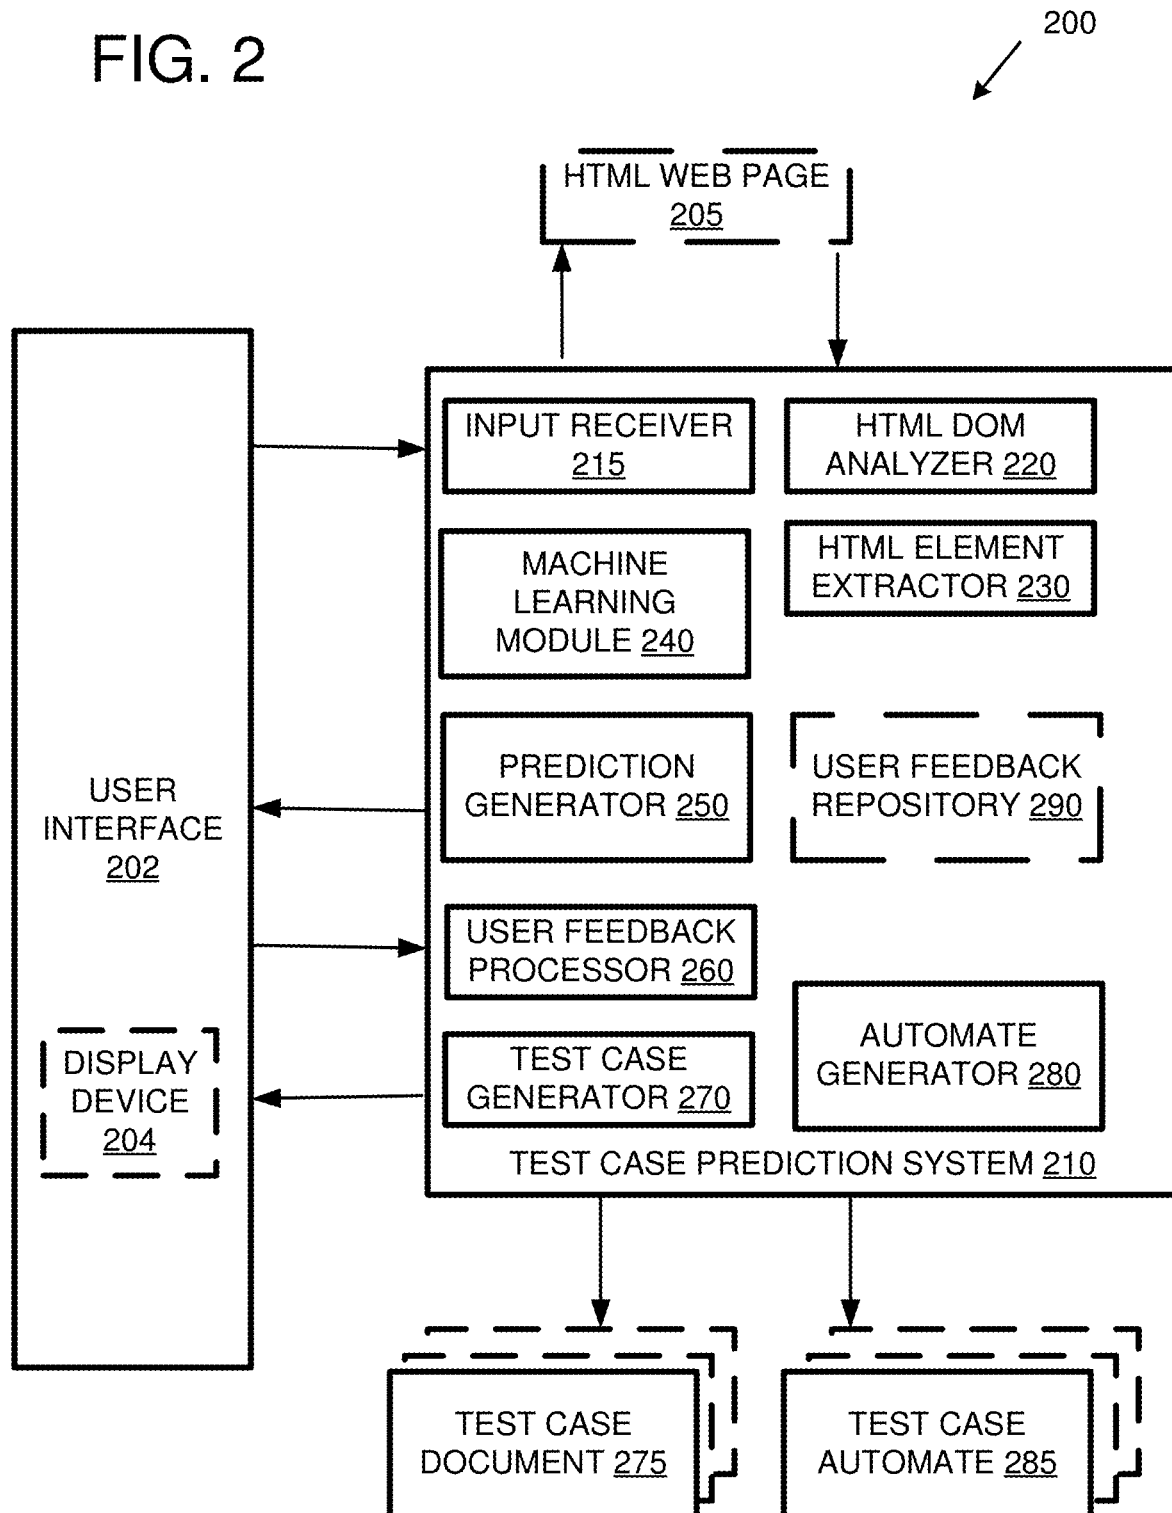 FIG. 2
200
HTML WEB PAGE
205
INPUT RECEIVER
215
HTML DOM
ANALYZER 220
MACHINE
LEARNING
MODULE 240
HTML ELEMENT
EXTRACTOR 230
PREDICTION
GENERATOR 250
USER FEEDBACK
REPOSITORY 290
USER
INTERFACE
202
USER FEEDBACK
PROCESSOR 260
AUTOMATE
GENERATOR 280
DISPLAY
DEVICE
204
TEST CASE
GENERATOR 270
TEST CASE PREDICTION SYSTEM 210
TEST CASE
DOCUMENT 275
TEST CASE
AUTOMATE 285